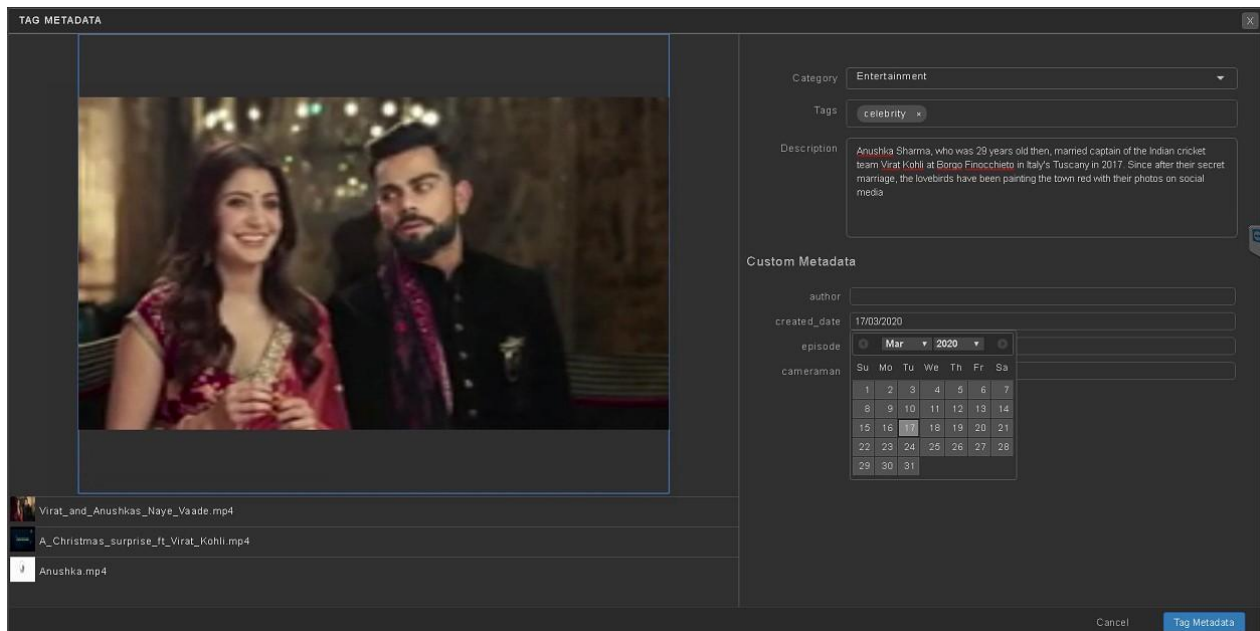 TAG METADATA
X
Category
Entertainment
Tags
celebrity ×
Description
Anushka Sharma, who was 29 years old then, married captain of the Indian cricket
team Virat Kohli at Borgo Finocchieto in Italy's Tuscany in 2017. Since after their secret
marriage, the lovebirds have been painting the town red with their photos on social
media
Custom Metadata
author
created_date
17/03/2020
episode
cameraman
Mar 2020
Su Mo Tu We Th Fr Sa
1 2 3 4 5 6 7
8 9 10 11 12 13 14
15 16 17 18 19 20 21
22 23 24 25 26 27 28
29 30 31
Virat_and_Anushkas_Naye_Vaade.mp4
A_Christmas_surprise_ft_Virat_Kohli.mp4
Anushka.mp4
Cancel
Tag Metadata